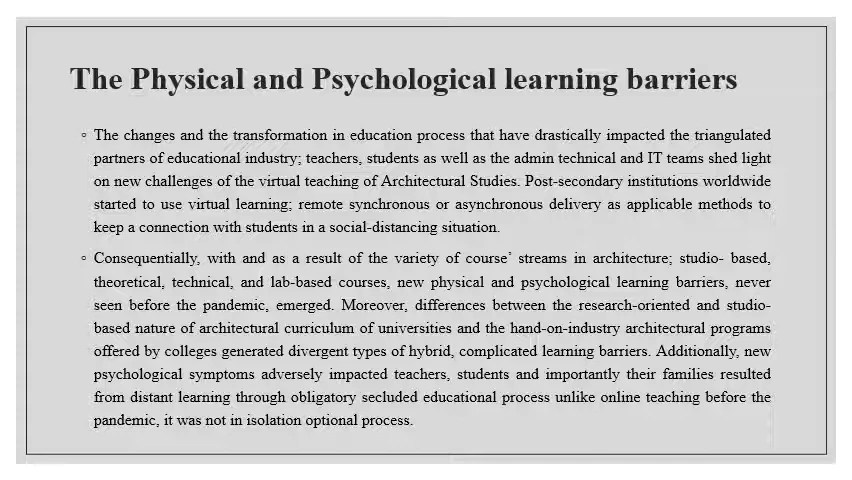 The Physical and Psychological learning barriers
◦ The changes and the transformation in education process that have drastically impacted the triangulated
partners of educational industry; teachers, students as well as the admin technical and IT teams shed light
on new challenges of the virtual teaching of Architectural Studies. Post-secondary institutions worldwide
started to use virtual learning; remote synchronous or asynchronous delivery as applicable methods to
keep a connection with students in a social-distancing situation.
◦ Consequentially, with and as a result of the variety of course’ streams in architecture; studio- based,
theoretical, technical, and lab-based courses, new physical and psychological learning barriers, never
seen before the pandemic, emerged. Moreover, differences between the research-oriented and studio-
based nature of architectural curriculum of universities and the hand-on-industry architectural programs
offered by colleges generated divergent types of hybrid, complicated learning barriers. Additionally, new
psychological symptoms adversely impacted teachers, students and importantly their families resulted
from distant learning through obligatory secluded educational process unlike online teaching before the
pandemic, it was not in isolation optional process.